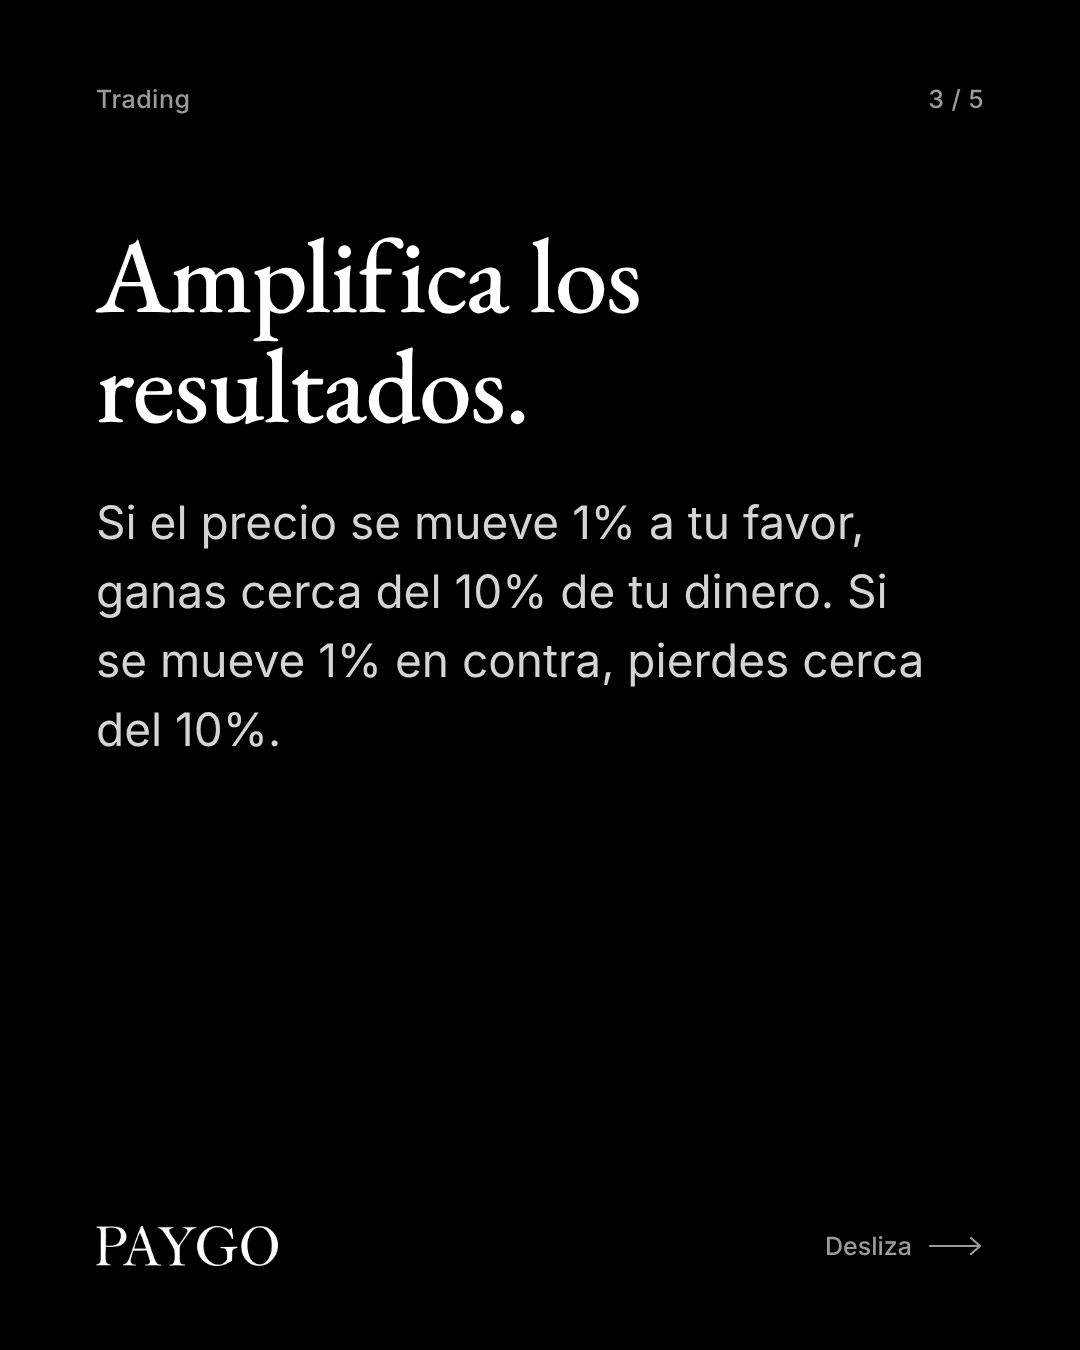 Trading
3 / 5
Amplifica los
resultados.
Si el precio se mueve 1% a tu favor,
ganas cerca del 10% de tu dinero. Si
se mueve 1% en contra, pierdes cerca
del 10%.
PAYGO
Desliza